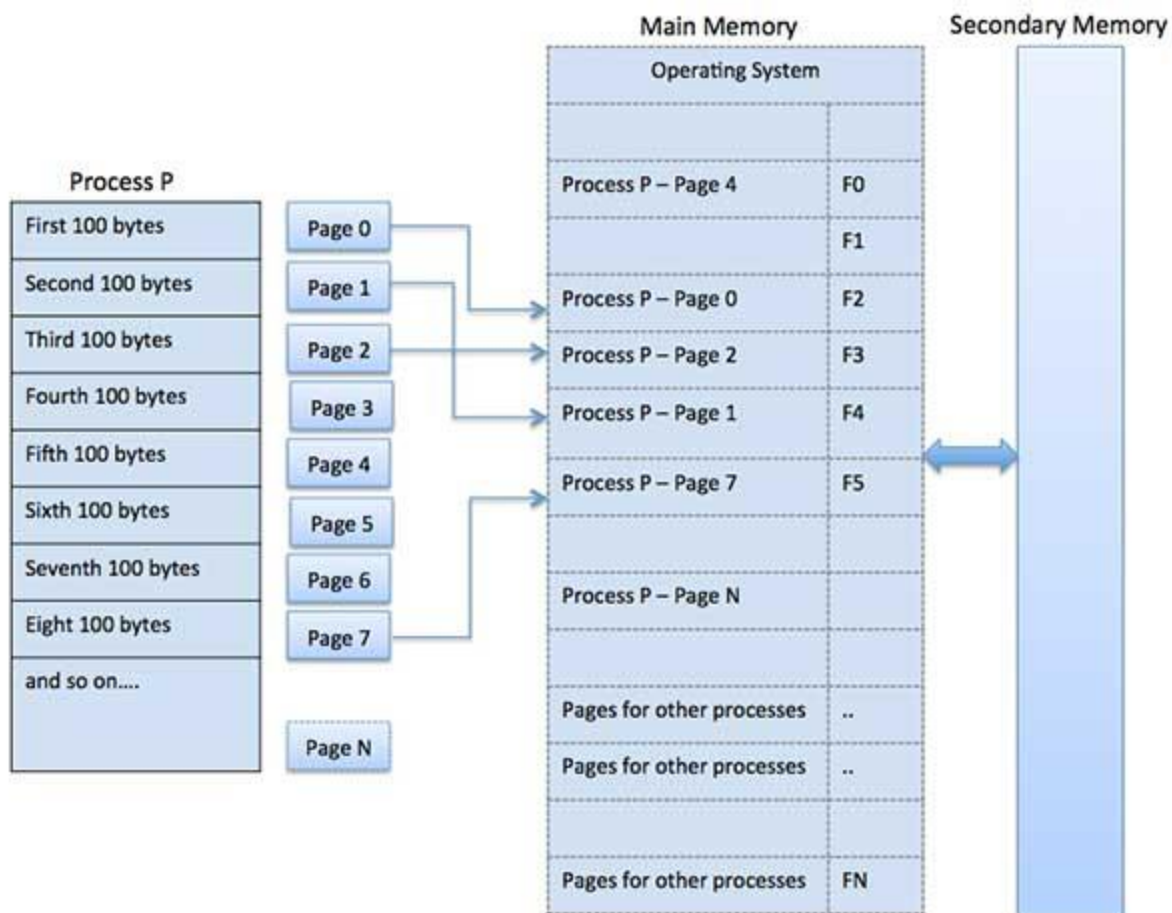 Main Memory
Secondary Memory
Operating System
Process P
First 100 bytes
Second 100 bytes
Third 100 bytes
Fourth 100 bytes
Fifth 100 bytes
Sixth 100 bytes
Seventh 100 bytes
Eight 100 bytes
and so on....
Page 0
Page 1
Page 2
Page 3
Page 4
Page 5
Page 6
Page 7
Page N
Process P – Page 4 F0
F1
Process P – Page 0 F2
Process P – Page 2 F3
Process P – Page 1 F4
Process P – Page 7 F5
Process P – Page N
Pages for other processes ..
Pages for other processes ..
Pages for other processes FN